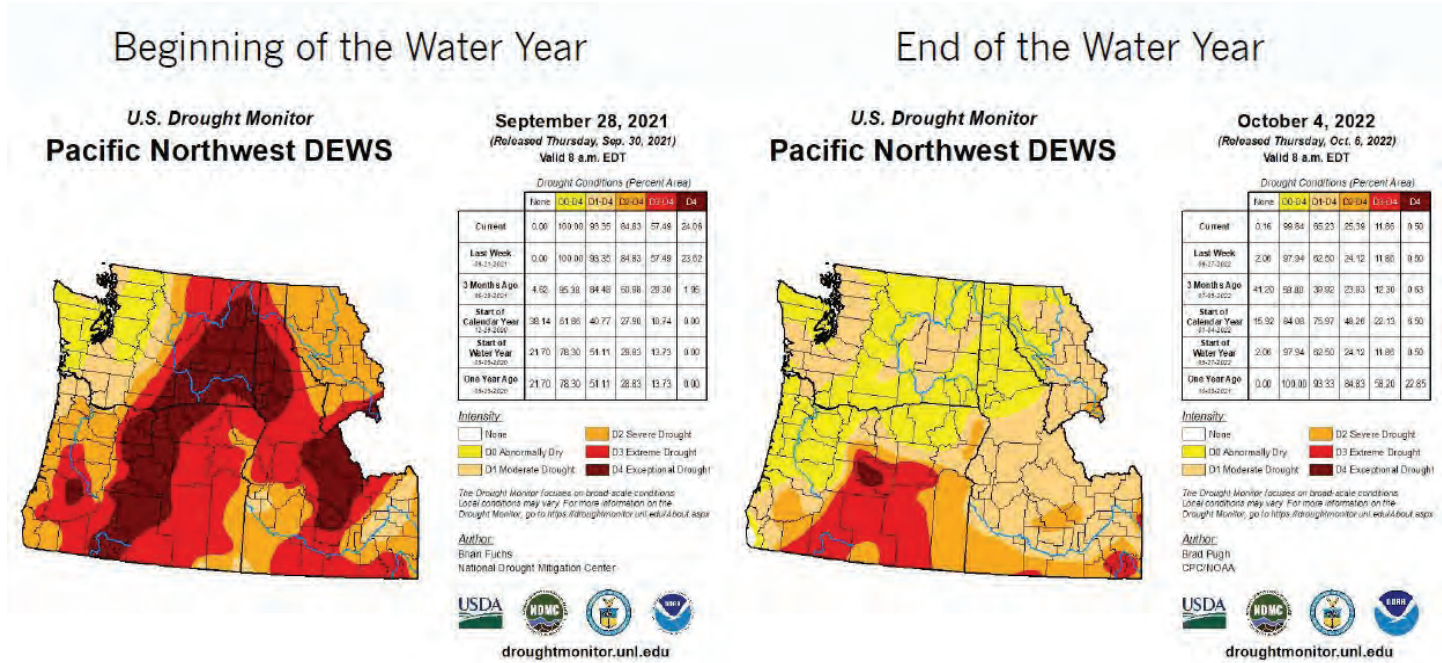 Beginning of the Water Year
U.S. Drought Monitor
Pacific Northwest DEWS
September 28, 2021
(Released Thursday, Sep. 30, 2021)
Valid 8 a.m. EDT
Drought Conditions (Percent Area)
None D0-D4 D1-D4 D2-D4 D3-D4 D4
Current 0.00 100.00 93.35 84.83 57.49
Last Week 0.00 100.00 93.35 84.83 57.49
09-21-2021
3 Months Ago 4.62 95.38 84.48 1.95
Start of
Calendar Year 38.14 61.86 40.77 27.90 10.74 0.00
Start of
Water Year 21.70 78.30 51.11 13.73 0.00
One Year Ago 21.70 78.30 51.11 28.83 13.73 0.00
Intensity:
None
D0 Abnormally Dry
D1 Moderate Drought
D2 Severe Drought
D3 Extreme Drought
D4 Exceptional Drought
The Drought Monitor focuses on broad-scale conditions.
Local conditions may vary. For more information on the
Drought Monitor, go to https://droughtmonitor.unl.edu/About.aspx
Author:
Brian Fuchs
National Drought Mitigation Center
USDA
NDMC
NOAA
droughtmonitor.unl.edu
End of the Water Year
U.S. Drought Monitor
Pacific Northwest DEWS
October 4, 2022
(Released Thursday, Oct. 6, 2022)
Valid 8 a.m. EDT
Drought Conditions (Percent Area)
None D0-D4 D1-D4 D2-D4 D3-D4 D4
Current 0.16 99.84 65.23 25.39 11.86 0.50
Last Week 2.06 97.94 62.50 24.12 11.86 0.50
09-27-2022
3 Months Ago 41.20 58.80 39.92 23.83 12.30
Start of
Calendar Year 15.92 84.08 75.97 48.26 22.13
01-04-2022
Start of
Water Year 2.06 97.94 62.50 24.12 11.86 0.50
09-27-2022
One Year Ago 0.00 100.00 93.33 84.83 58.20 22.85
Intensity:
None
D0 Abnormally Dry
D1 Moderate Drought
D2 Severe Drought
D3 Extreme Drought
D4 Exceptional Drought
The Drought Monitor focuses on broad-scale conditions.
Local conditions may vary. For more information on the
Drought Monitor, go to https://droughtmonitor.unl.edu/About.aspx
Author:
Brad Pugh
CPC/NOAA
USDA
NDMC
NOAA
droughtmonitor.unl.edu